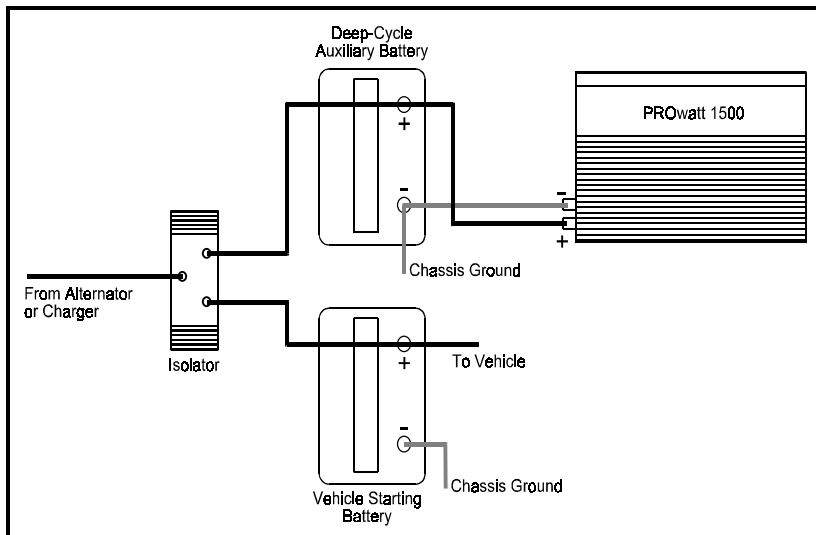 Deep-Cycle
Auxiliary Battery
PROwatt 1500
+
-
-
+
Chassis Ground
From Alternator
or Charger
Isolator
+
To Vehicle
-
Chassis Ground
Vehicle Starting
Battery